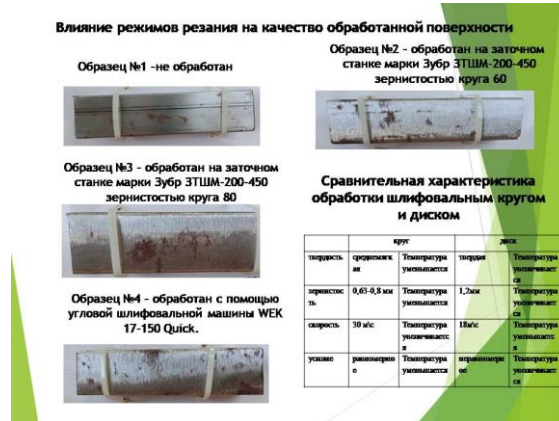 Влияние режимов резания на качество обработанной поверхности
Образец №1 -не обработан
Образец №2 - обработан на заточном
станке марки Зубр ЗТШМ-200-450
зернистостью круга 60
Образец №3 - обработан на заточном
станке марки Зубр ЗТШМ-200-450
зернистостью круга 80
Образец №4 - обработан с помощью
угловой шлифовальной машины WEK
17-150 Quick.
Сравнительная характеристика
обработки шлифовальным кругом
и диском
круг диск
твердость среднемягк Температура твердая Температура
ая уменьшается увеличивает
ся
зернистос 0,63-0,8 мм Температура 1,2мм Температура
ть уменьшается увеличивает
ся
скорость 30 м\с Температура 18м\с Температура
увеличиваетс уменьшаетс
я я
усилие равномерно Температура неравномерн Температура
е уменьшается ое увеличивает
ся